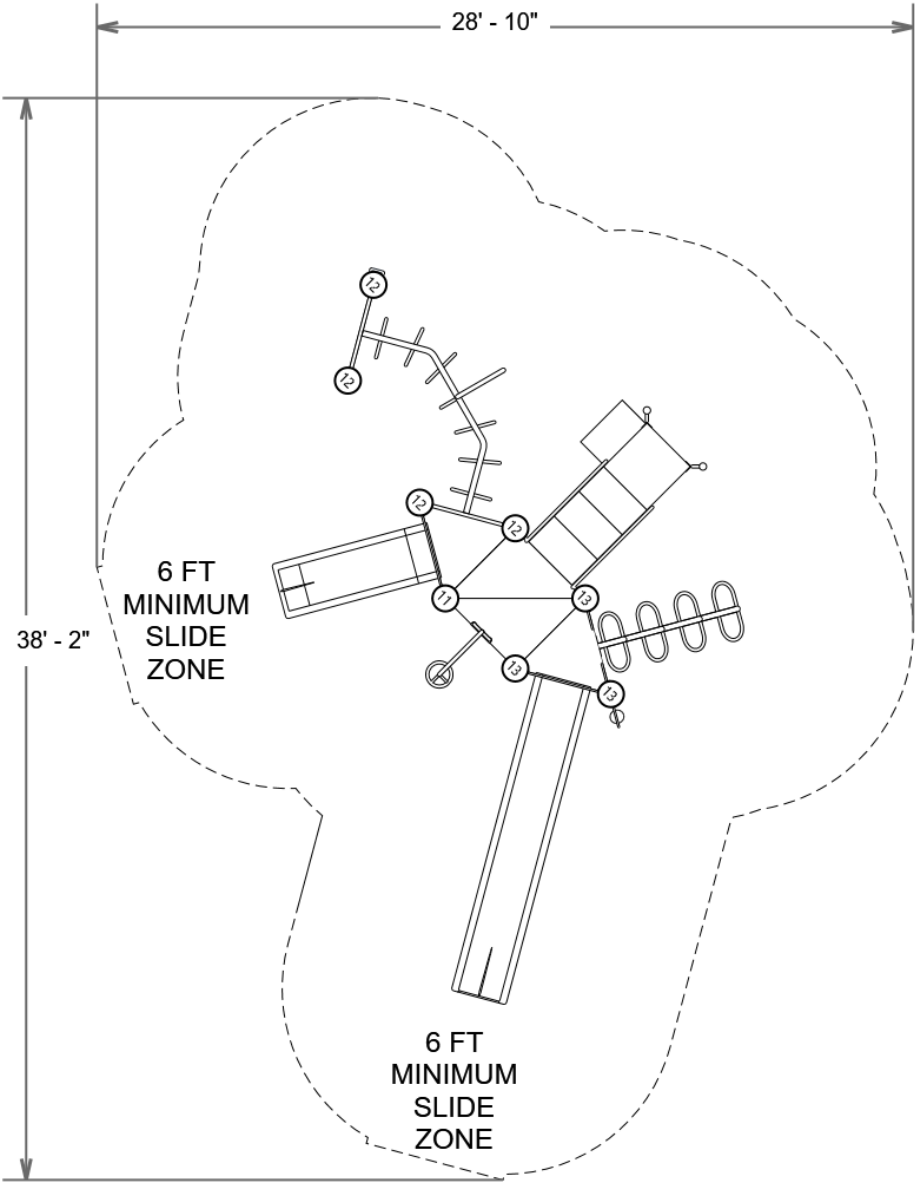 28' - 10"
12
12
12
12
6 FT
MINIMUM
SLIDE
ZONE
11
13
38' - 2"
13
13
6 FT
MINIMUM
SLIDE
ZONE